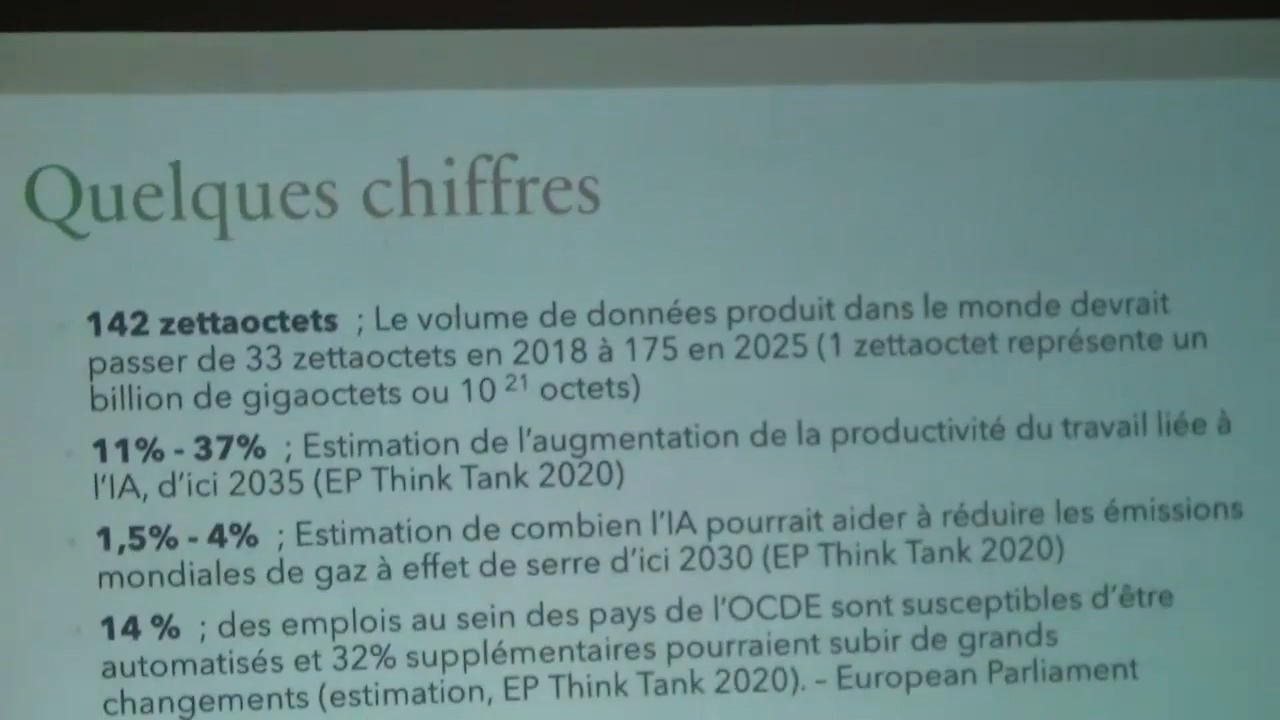 Quelques chiffres
142 zettaoctets ; Le volume de données produit dans le monde devrait
passer de 33 zettaoctets en 2018 à 175 en 2025 (1 zettaoctet représente un
billion de gigaoctets ou 10 21 octets)
11% - 37% ; Estimation de l'augmentation de la productivité du travail liée à
l'IA, d'ici 2035 (EP Think Tank 2020)
1,5% - 4% ; Estimation de combien l'IA pourrait aider à réduire les émissions
mondiales de gaz à effet de serre d'ici 2030 (EP Think Tank 2020)
14 % ; des emplois au sein des pays de l'OCDE sont susceptibles d'être
automatisés et 32% supplémentaires pourraient subir de grands
changements (estimation, EP Think Tank 2020). – European Parliament